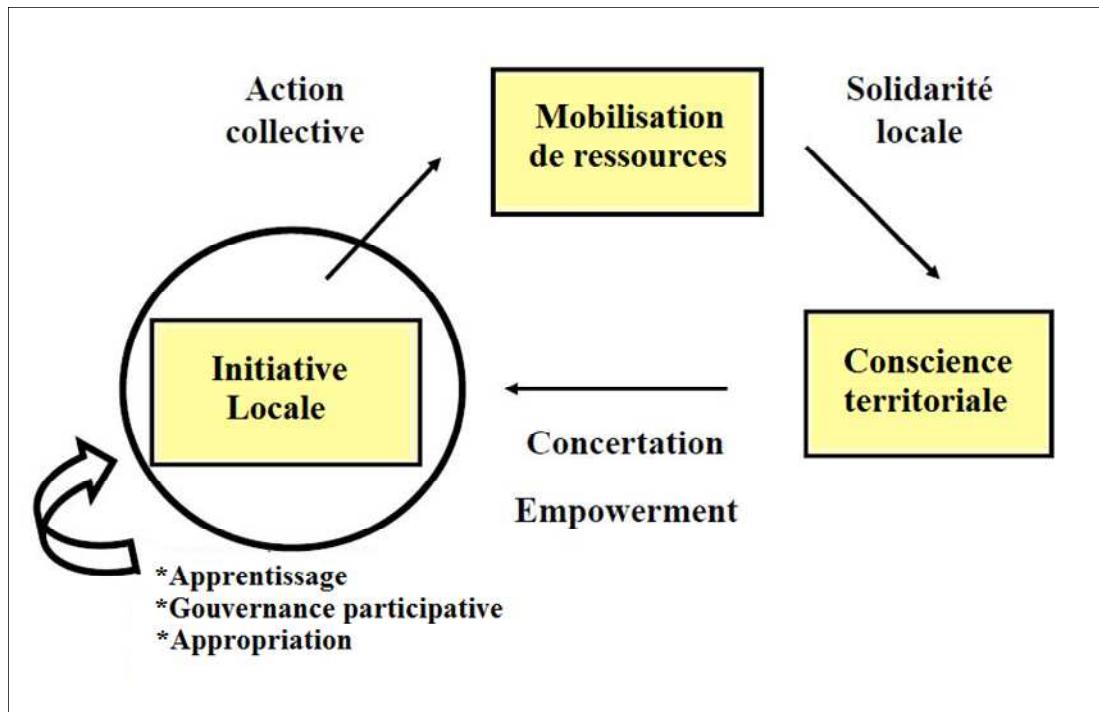 Action
collective
Mobilisation
de ressources
Solidarité
locale
Initiative
Locale
Conscience
territoriale
Concertation
Empowerment
*Apprentissage
*Gouvernance participative
*Appropriation